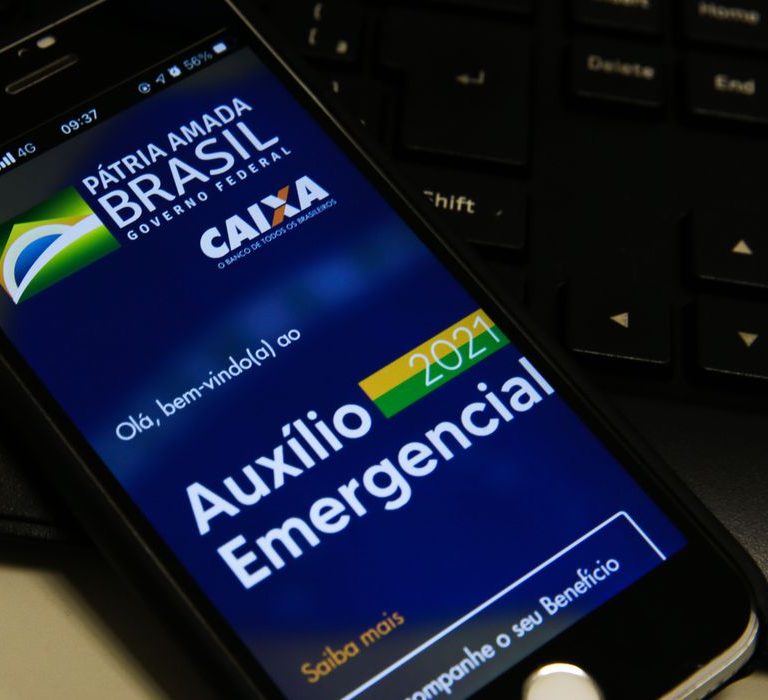 4G 09:37 56%
PÁTRIA AMADA
BRASIL
GOVERNO FEDERAL
CAIXA
O BANCO DE TODOS OS BRASILEIROS
Olá, bem-vindo(a) ao
2021
Auxílio
Emergencial
Saiba mais
companhe o seu Benefício
Home
Delete
End
Shift